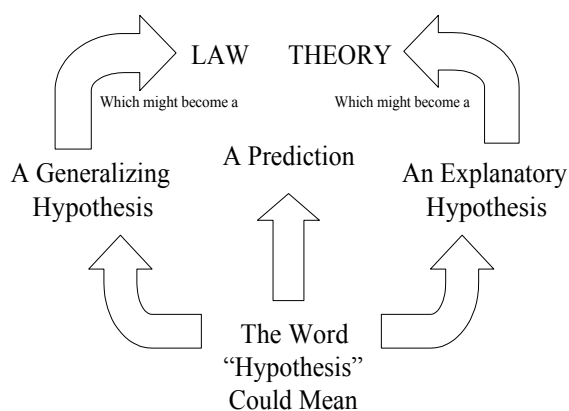 LAW THEORY
Which might become a Which might become a
A Prediction
A Generalizing
Hypothesis
An Explanatory
Hypothesis
The Word
“Hypothesis”
Could Mean